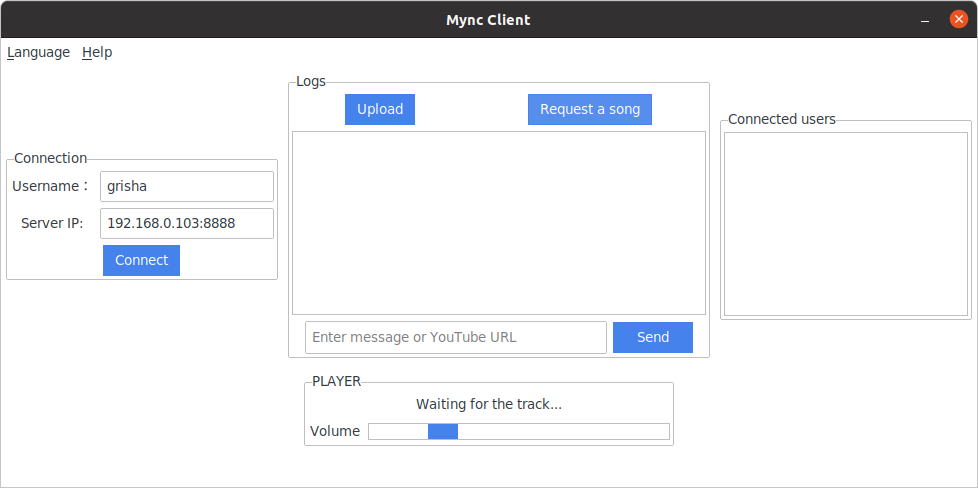 Mync Client
Language Help
Logs
Upload Request a song
Connected users
Connection
Username :
grisha
Server IP:
192.168.0.103:8888
Connect
Enter message or YouTube URL
Send
PLAYER
Waiting for the track...
Volume